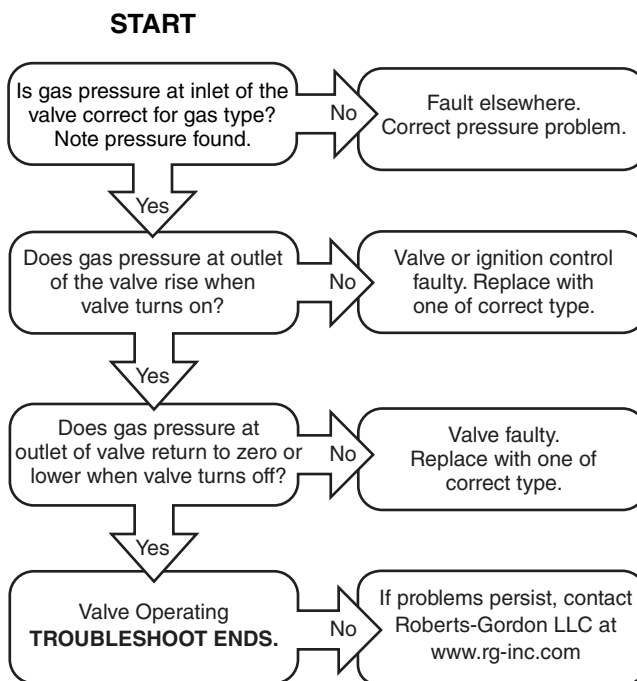 START
Is gas pressure at inlet of the
valve correct for gas type?
Note pressure found.
No
Fault elsewhere.
Correct pressure problem.
Yes
Does gas pressure at outlet
of the valve rise when
valve turns on?
No
Valve or ignition control
faulty. Replace with
one of correct type.
Yes
Does gas pressure at
outlet of valve return to zero or
lower when valve turns off?
No
Valve faulty.
Replace with one of
correct type.
Yes
Valve Operating
TROUBLESHOOT ENDS.
No
If problems persist, contact
Roberts-Gordon LLC at
www.rg-inc.com